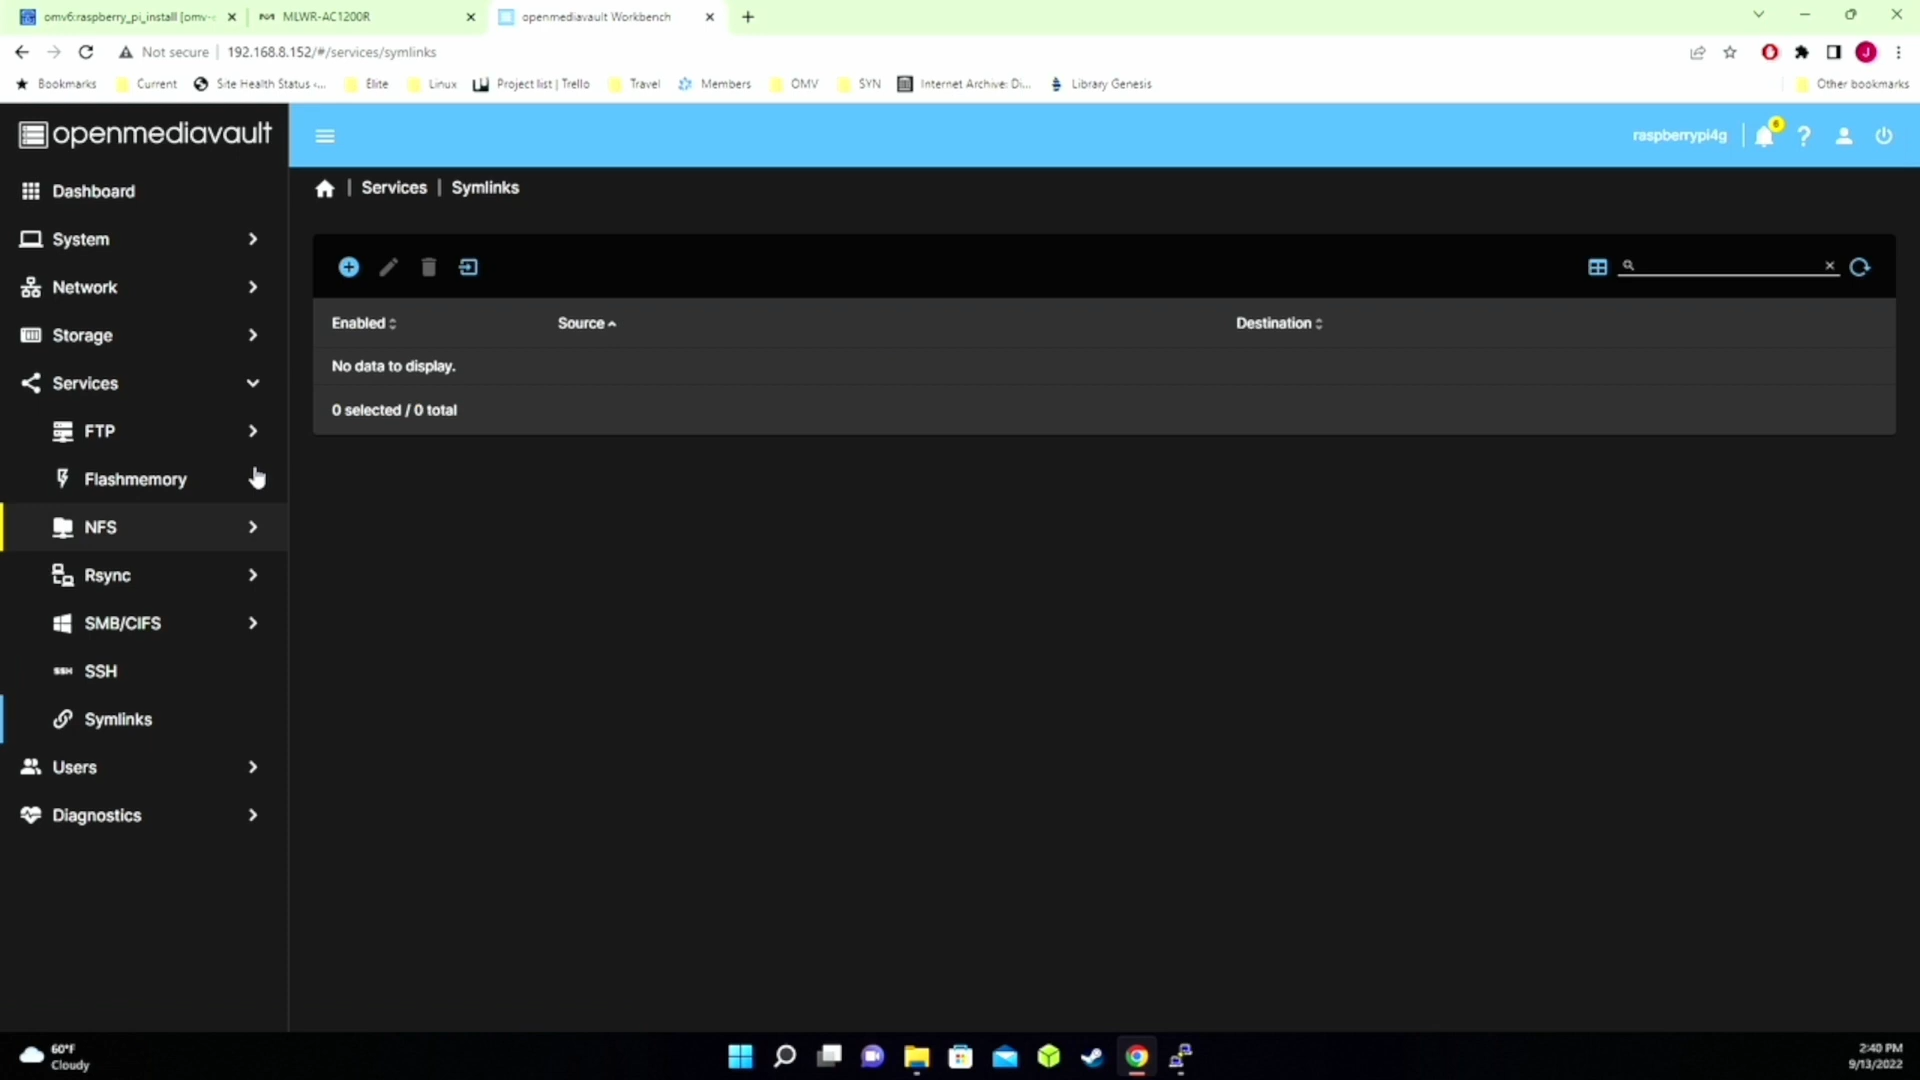 omv6:raspberry_pi_install [omv-
MLWR-AC1200R
openmediavault Workbench
Not secure
192.168.8.152/#/services/symlinks
Bookmarks
Current
Site Health Status ‹...
Elite
Linux
Project list | Trello
Travel
Members
OMV
SYN
Internet Archive: Di...
Library Genesis
Other bookmarks
openmediavault
raspberrypi4g
6
?
Dashboard
System
Network
Storage
Services
FTP
Flashmemory
NFS
Rsync
SMB/CIFS
SSH SSH
Symlinks
Users
Diagnostics
| Services | Symlinks
Enabled Source Destination
No data to display.
0 selected / 0 total
60°F
Cloudy
2:40 PM
9/13/2022
J